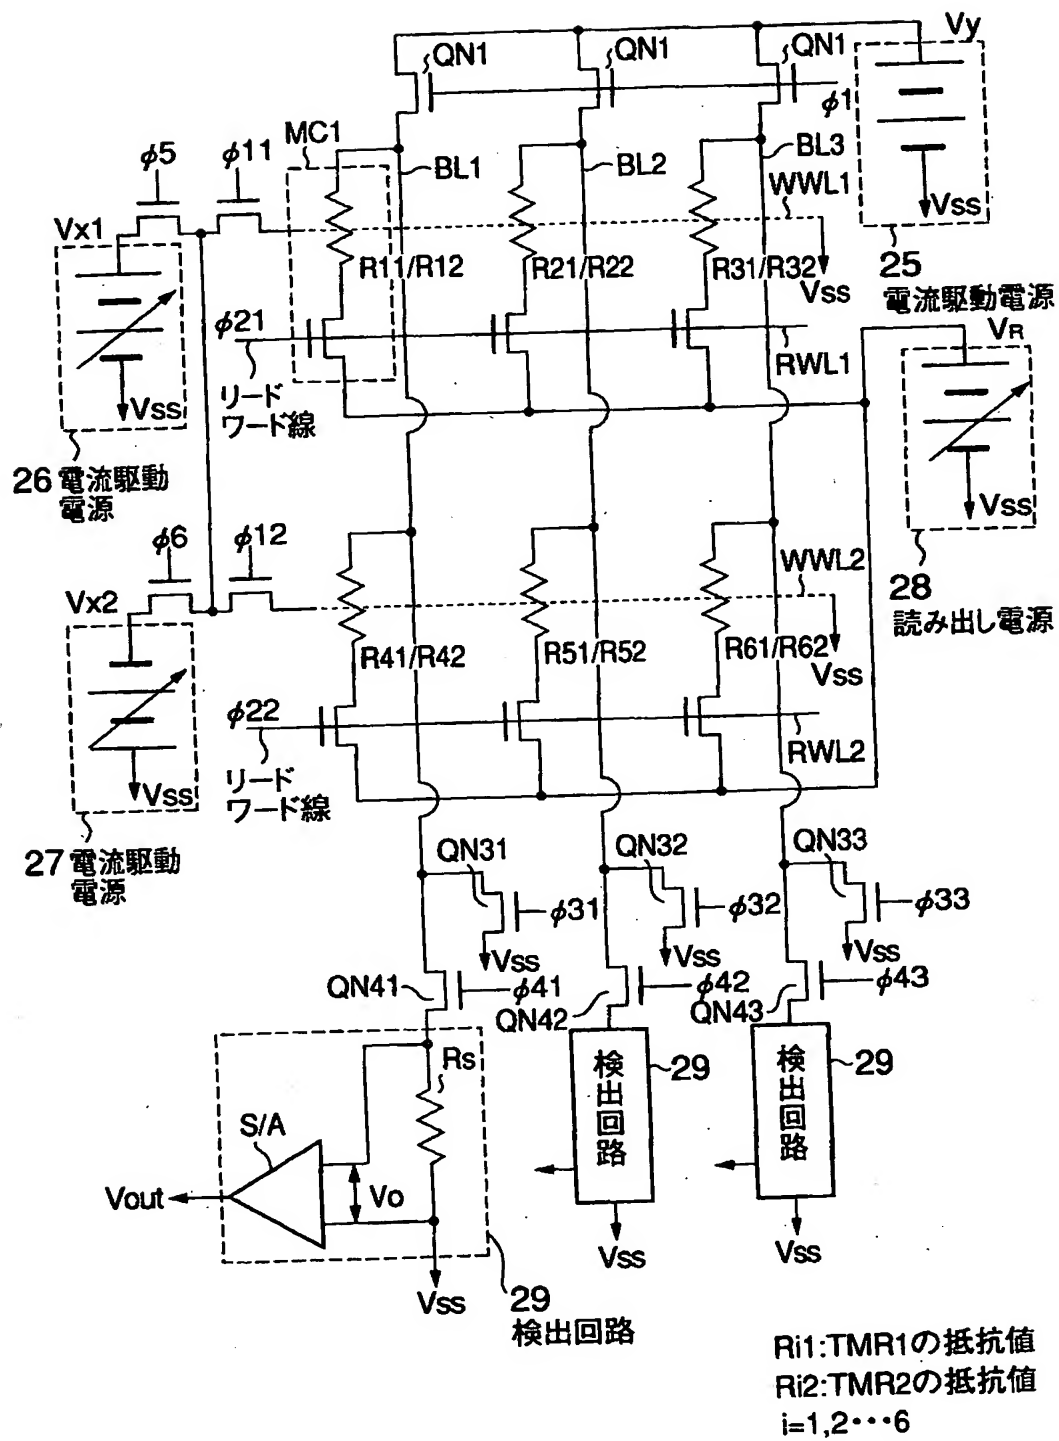 Vy
QN1
QN1
QN1
φ1
MC1
φ5
φ11
BL1
BL2
BL3
WWL1
Vx1
Vss
25
電流駆動電源
R11/R12
R21/R22
R31/R32
Vss
φ21
リード
ワード線
RWL1
VR
Vss
26 電流駆動
電源
Vss
28
読み出し電源
φ6
φ12
WWL2
Vx2
R41/R42
R51/R52
R61/R62
Vss
φ22
リード
ワード線
RWL2
Vss
27 電流駆動
電源
QN31
QN32
QN33
φ31
φ32
φ33
Vss
Vss
Vss
QN41
φ41
QN42
φ42
QN43
φ43
Rs
検出回路
29
検出回路
29
S/A
Vout
Vo
Vss
Vss
Vss
29
検出回路
Ri1:TMR1の抵抗値
Ri2:TMR2の抵抗値
i=1,2・・・6